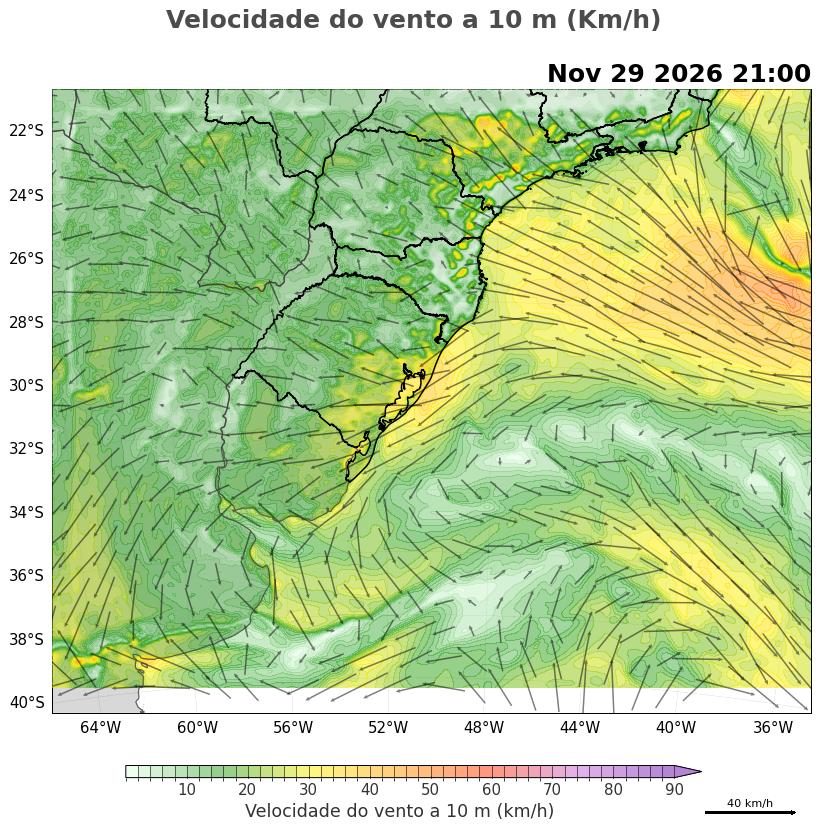 Velocidade do vento a 10 m (Km/h)
Nov 29 2026 21:00
22°S
24°S
26°S
28°S
30°S
32°S
34°S
36°S
38°S
40°S
64°W 60°W 56°W 52°W 48°W 44°W 40°W 36°W
10 20 30 40 50 60 70 80 90
Velocidade do vento a 10 m (km/h)
40 km/h